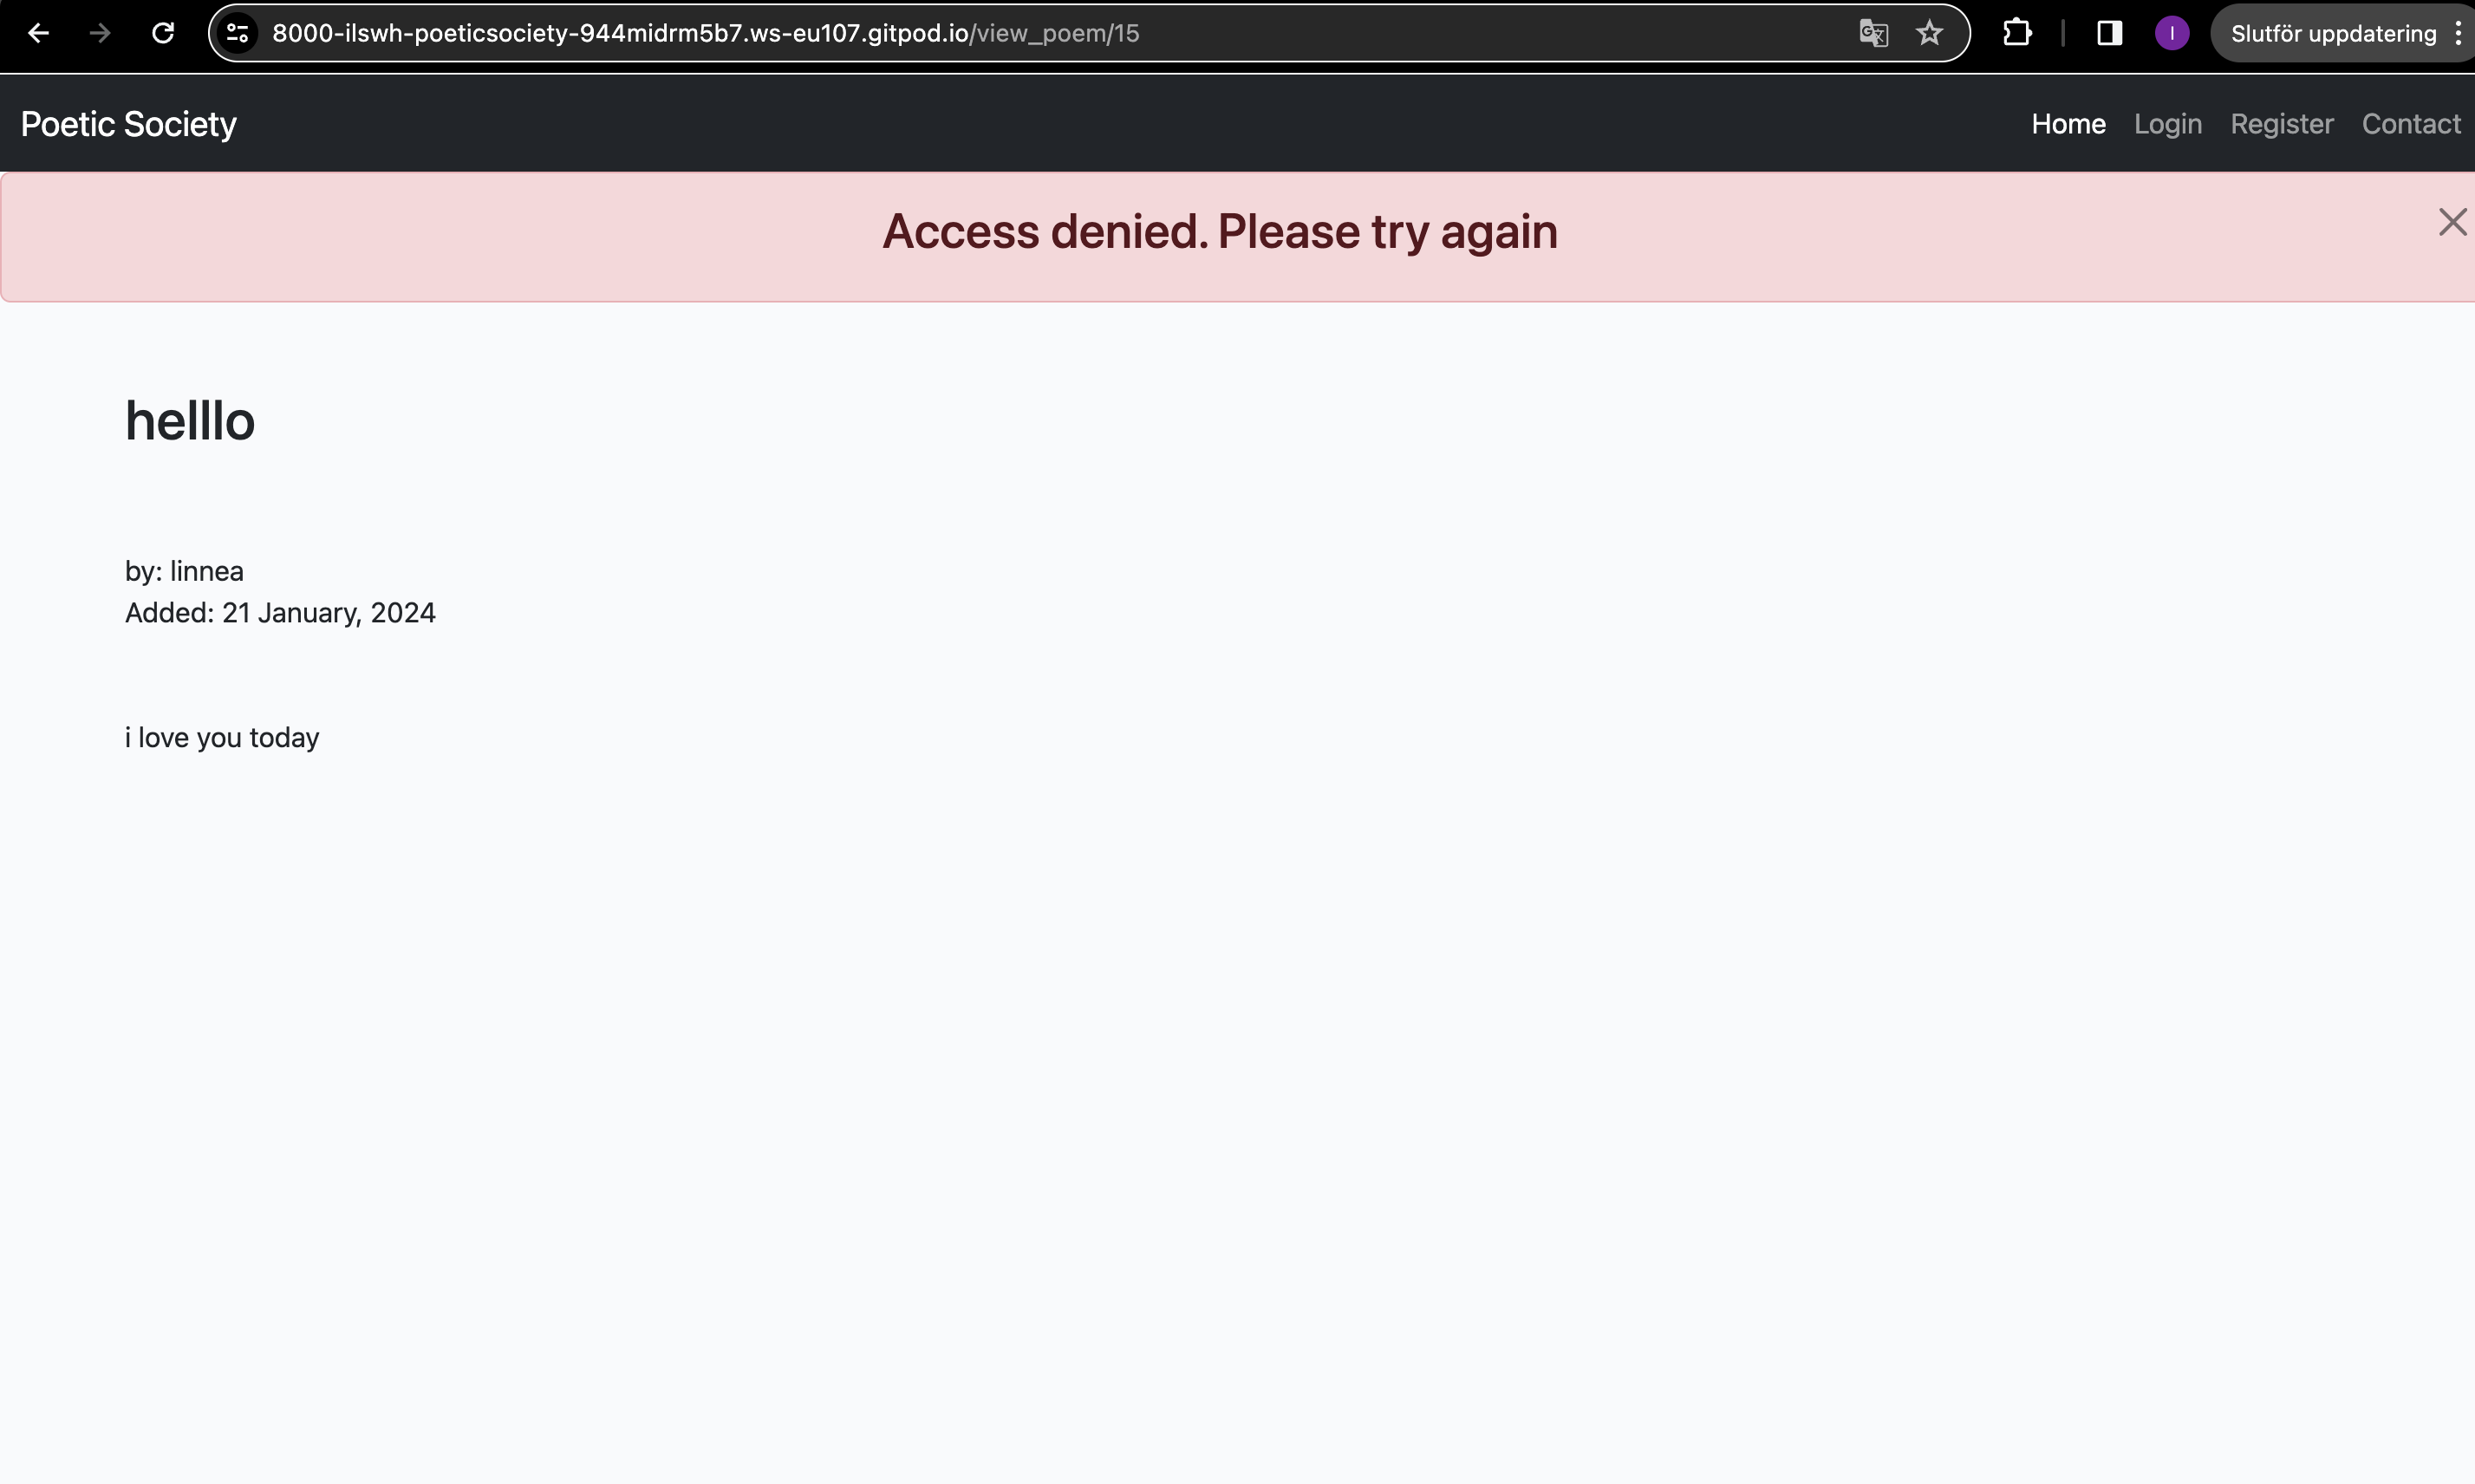 8000-ilswh-poeticsociety-944midrm5b7.ws-eu107.gitpod.io/view_poem/15
I
Slutför uppdatering
Poetic Society
Home Login Register Contact
Access denied. Please try again
helllo
by: linnea
Added: 21 January, 2024
i love you today